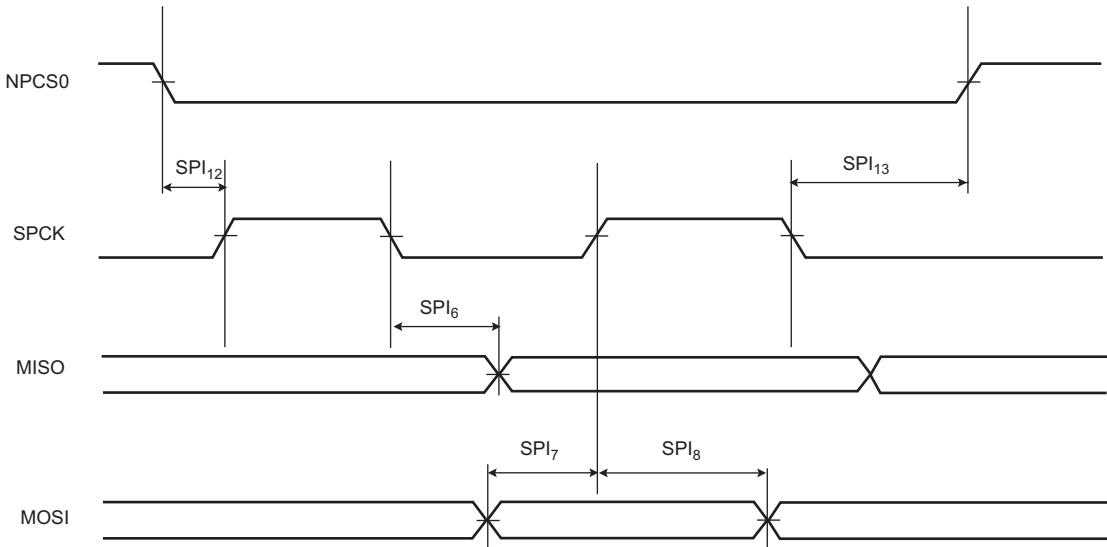 NPCS0
SPI₁₂
SPI₁₃
SPCK
SPI₆
MISO
SPI₇
SPI₈
MOSI